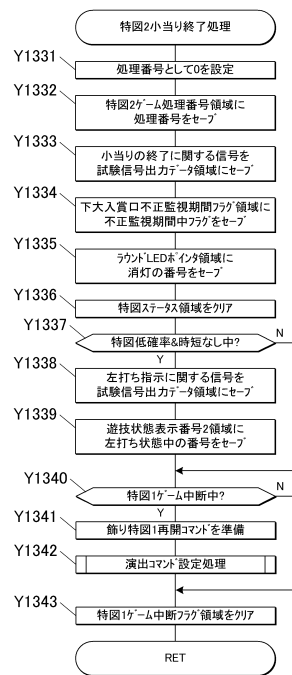 特図2小当り終了処理
Y1331
処理番号として0を設定
Y1332
特図2ゲーム処理番号領域に
処理番号をセーブ
Y1333
小当りの終了に関する信号を
試験信号出力データ領域にセーブ
Y1334
下大入賞口不正監視期間フラグ領域に
不正監視期間中フラグをセーブ
Y1335
ラウンドLEDポインタ領域に
消灯の番号をセーブ
Y1336
特図ステータス領域をクリア
Y1337
特図低確率&時短なし中?
N
Y
Y1338
左打ち指示に関する信号を
試験信号出力データ領域にセーブ
Y1339
遊技状態表示番号2領域に
左打ち状態中の番号をセーブ
Y1340
特図1ゲーム中断中?
N
Y
Y1341
飾り特図1再開コマンドを準備
Y1342
演出コマンド設定処理
Y1343
特図1ゲーム中断フラグ領域をクリア
RET